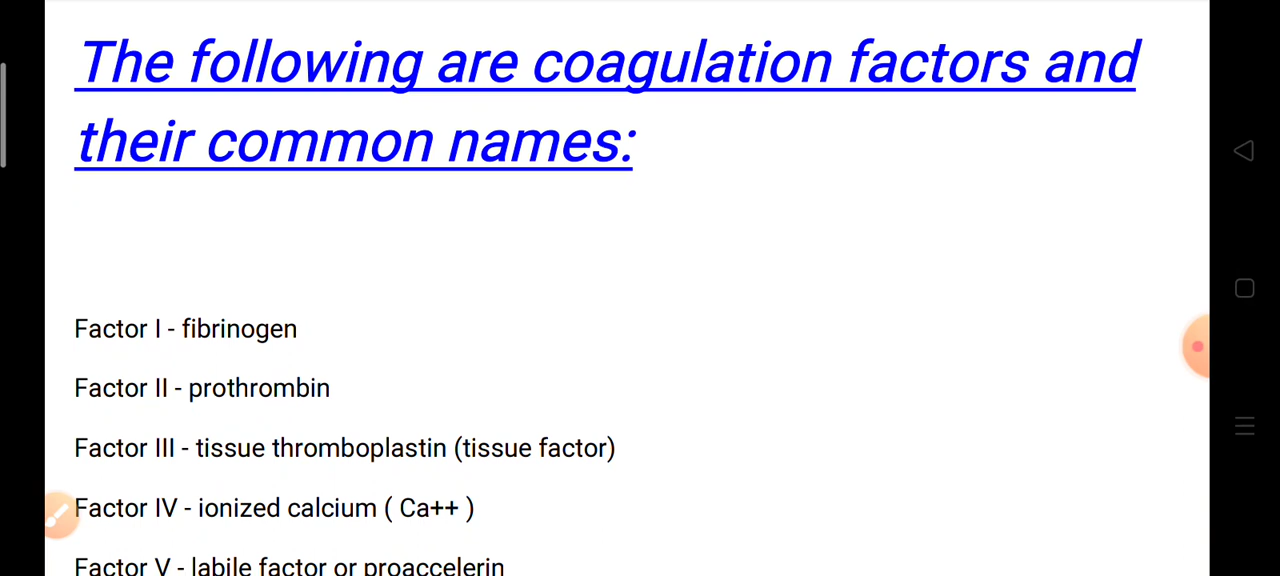 The following are coagulation factors and
their common names:
Factor I - fibrinogen
Factor II - prothrombin
Factor III - tissue thromboplastin (tissue factor)
Factor IV - ionized calcium ( Ca++ )
Factor V - labile factor or proaccelerin